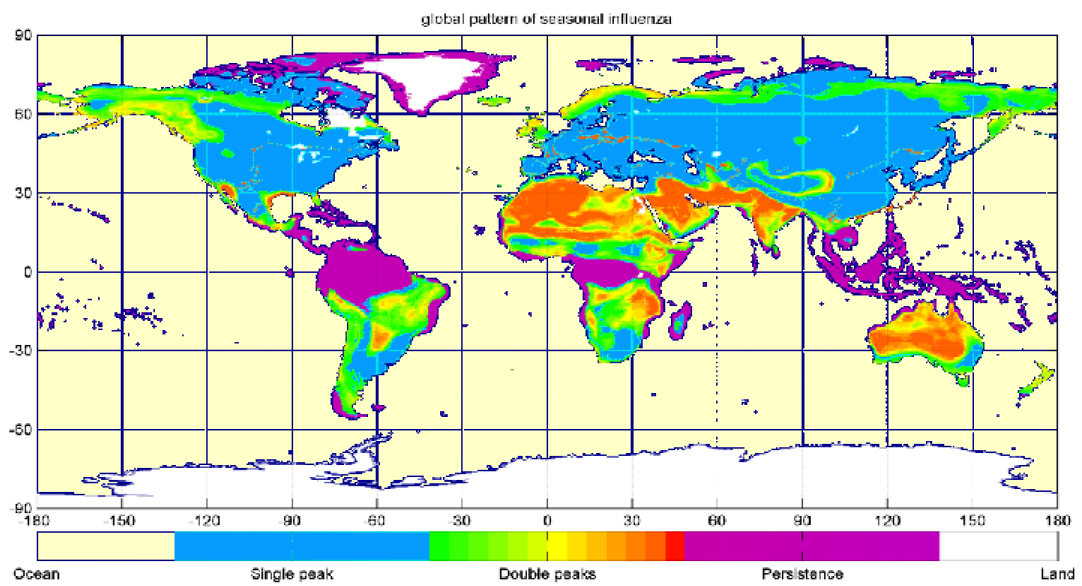 global pattern of seasonal influenza
90
60
30
0
-30
-60
-90
-180 -150 -120 -90 -60 -30 0 30 60 90 120 150 180
Ocean Single peak Double peaks Persistence Land